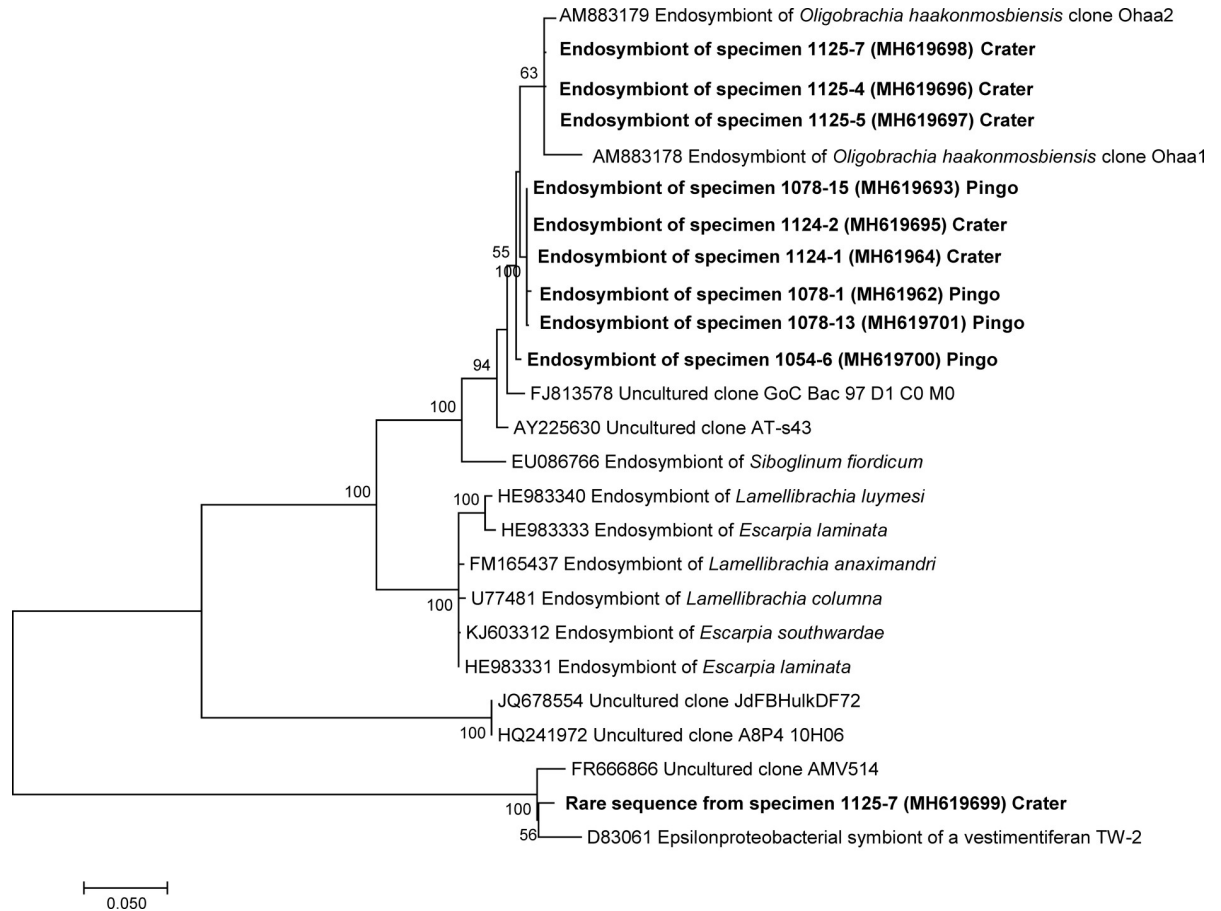 AM883179 Endosymbiont of Oligobrachia haakonmosbiensis clone Ohaa2
Endosymbiont of specimen 1125-7 (MH619698) Crater
63
Endosymbiont of specimen 1125-4 (MH619696) Crater
Endosymbiont of specimen 1125-5 (MH619697) Crater
AM883178 Endosymbiont of Oligobrachia haakonmosbiensis clone Ohaa1
Endosymbiont of specimen 1078-15 (MH619693) Pingo
Endosymbiont of specimen 1124-2 (MH619695) Crater
55
Endosymbiont of specimen 1124-1 (MH61964) Crater
100
Endosymbiont of specimen 1078-1 (MH61962) Pingo
Endosymbiont of specimen 1078-13 (MH619701) Pingo
Endosymbiont of specimen 1054-6 (MH619700) Pingo
94
FJ813578 Uncultured clone GoC Bac 97 D1 C0 M0
100
AY225630 Uncultured clone AT-s43
EU086766 Endosymbiont of Siboglinum fiordicum
100
100
HE983340 Endosymbiont of Lamellibrachia luymesi
HE983333 Endosymbiont of Escarpia laminata
FM165437 Endosymbiont of Lamellibrachia anaximandri
100
U77481 Endosymbiont of Lamellibrachia columna
KJ603312 Endosymbiont of Escarpia southwardae
HE983331 Endosymbiont of Escarpia laminata
JQ678554 Uncultured clone JdFBHulkDF72
100
HQ241972 Uncultured clone A8P4 10H06
FR666866 Uncultured clone AMV514
100
Rare sequence from specimen 1125-7 (MH619699) Crater
56
D83061 Epsilonproteobacterial symbiont of a vestimentiferan TW-2
0.050